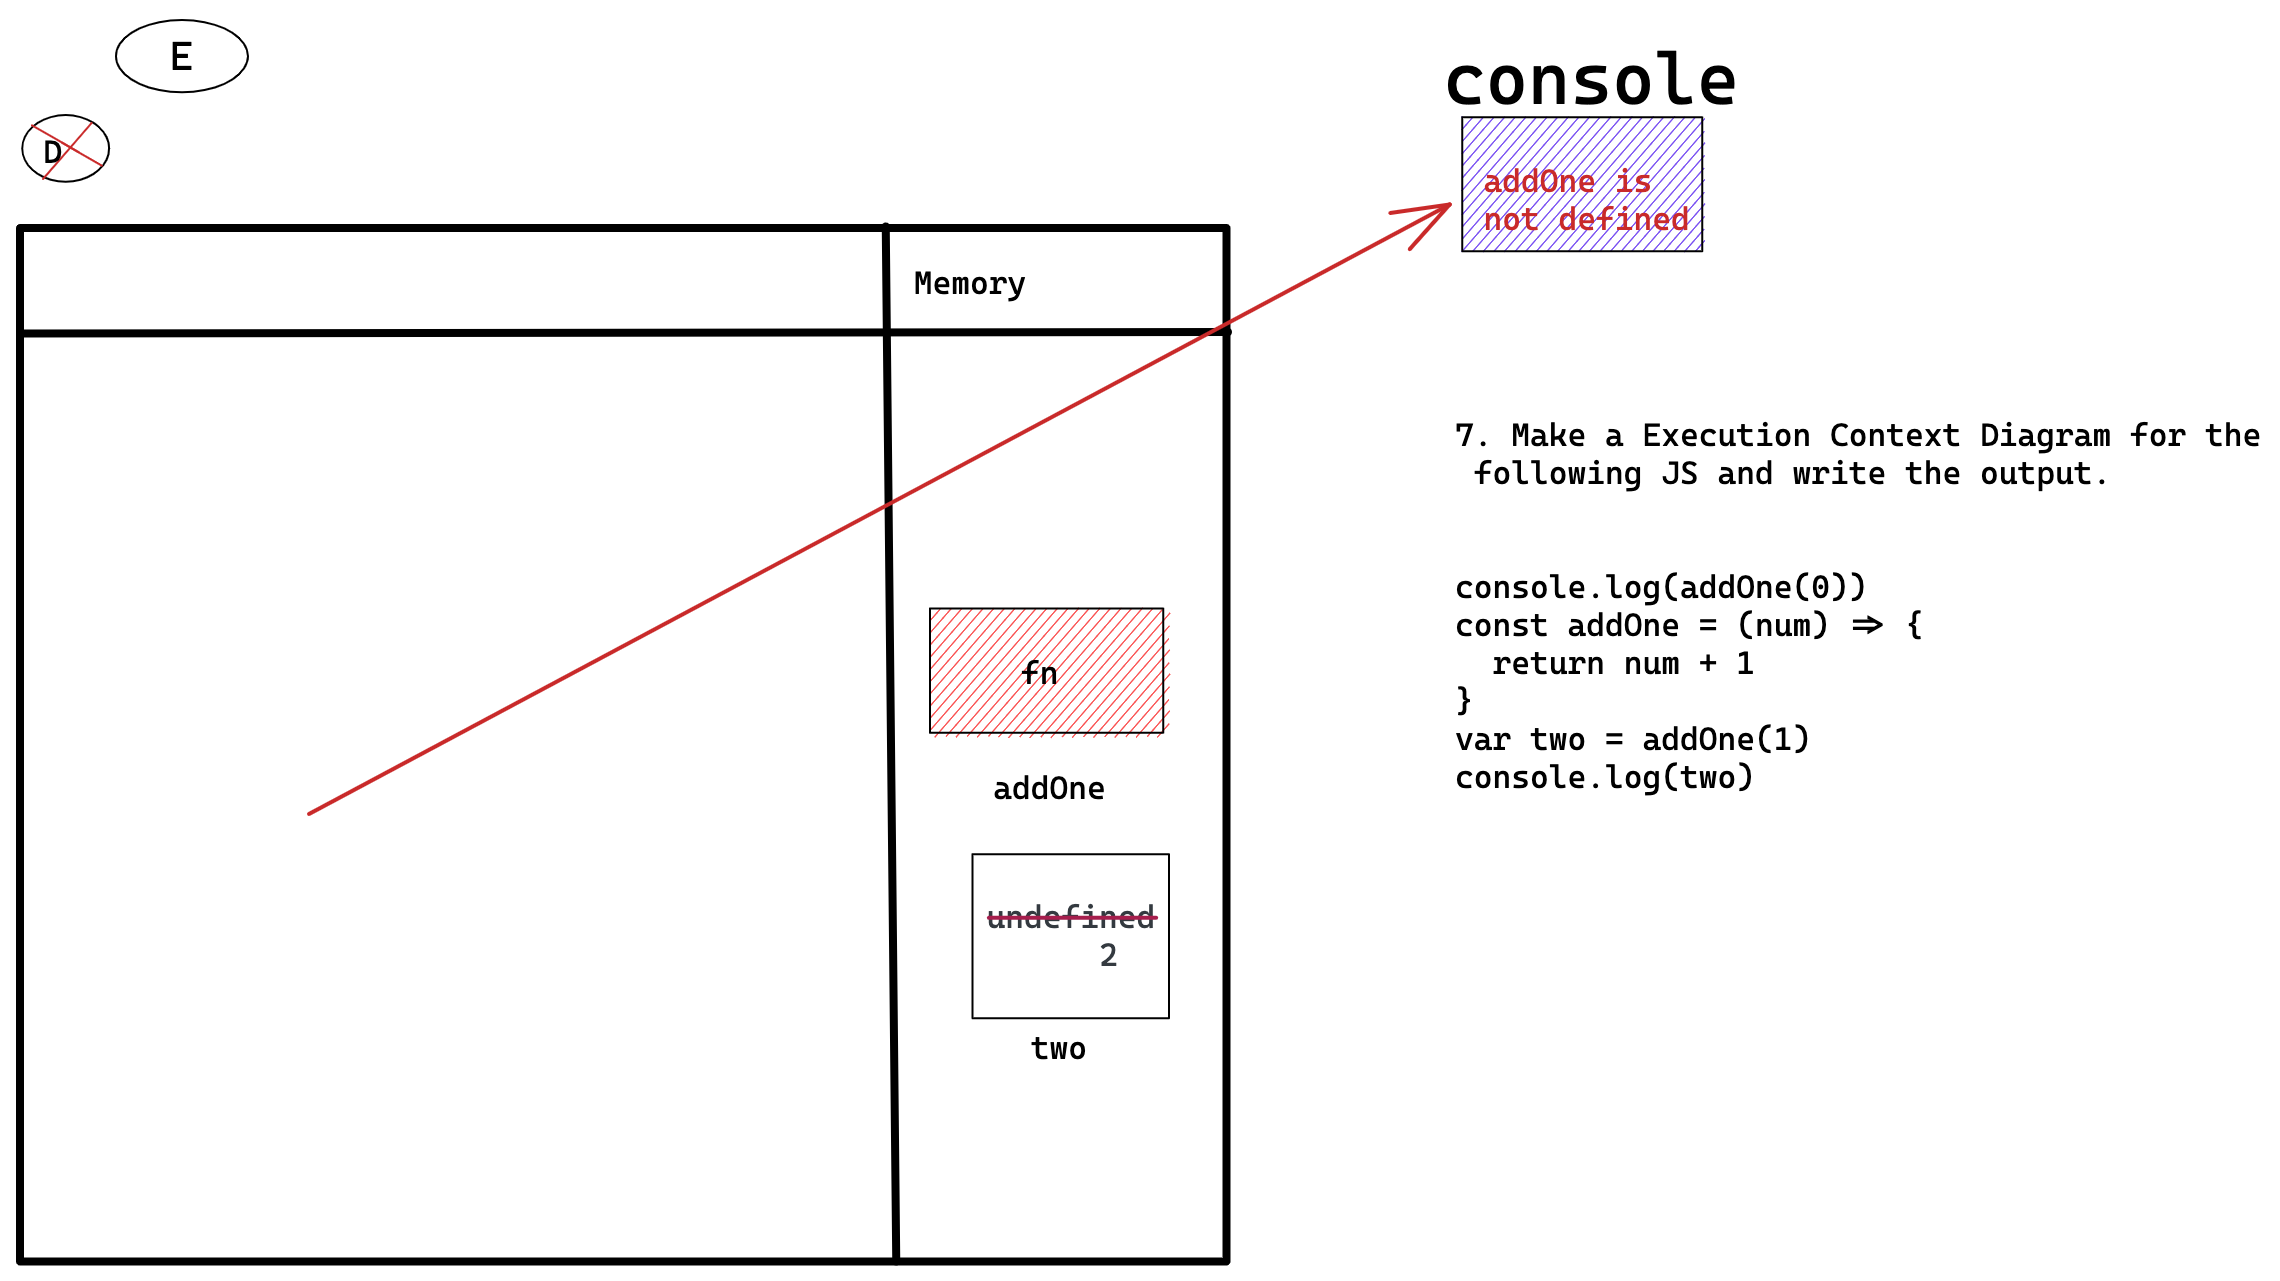 E
D
console
addOne is
not defined
Memory
7. Make a Execution Context Diagram for the
following JS and write the output.
console.log(addOne(0))
const addOne = (num) => {
return num + 1
}
var two = addOne(1)
console.log(two)
fn
addOne
undefined
2
two